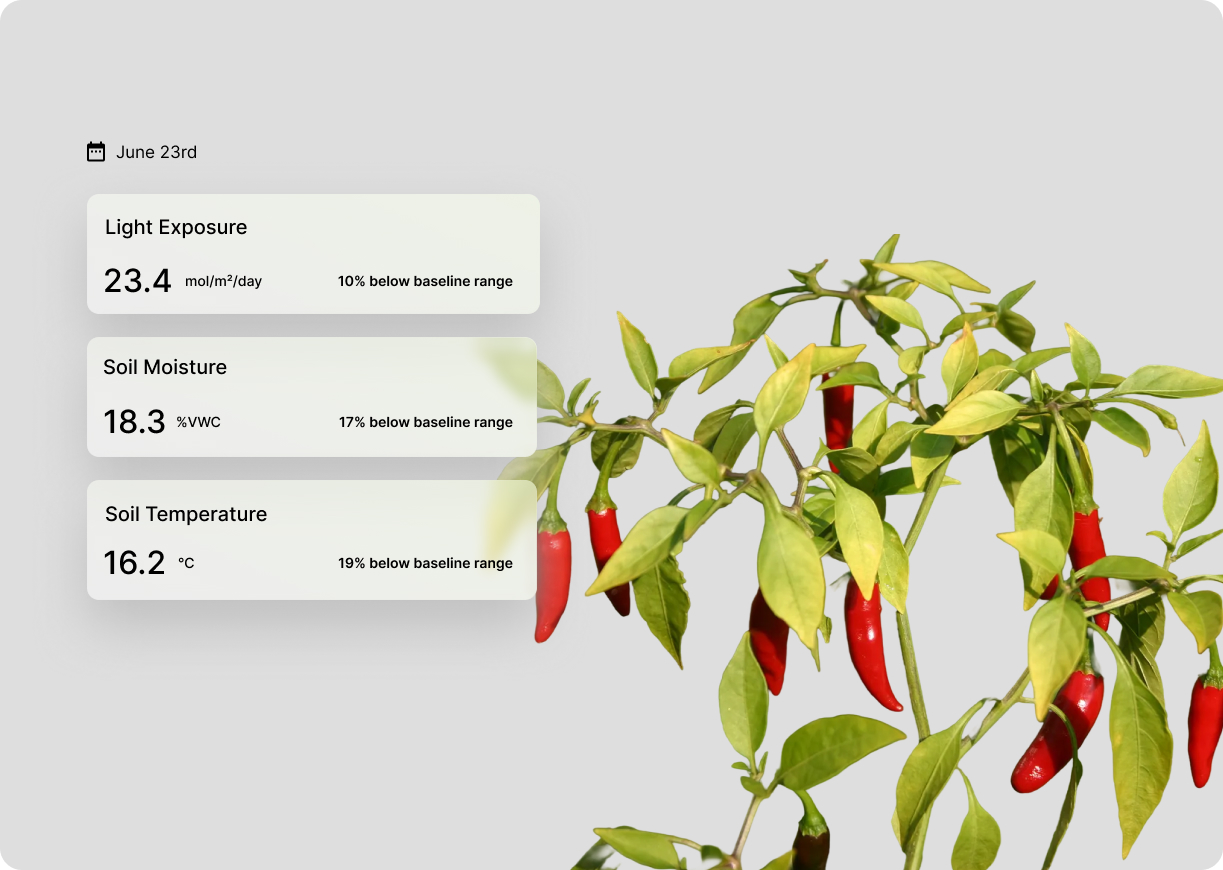 June 23rd
Light Exposure
23.4 mol/m²/day 10% below baseline range
Soil Moisture
18.3 %VWC 17% below baseline range
Soil Temperature
16.2 °C 19% below baseline range